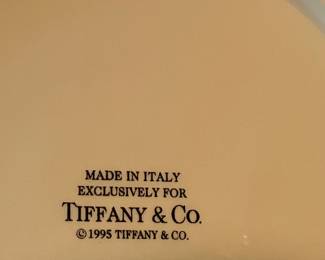 MADE IN ITALY
EXCLUSIVELY FOR
TIFFANY & CO.
©1995 TIFFANY & CO.